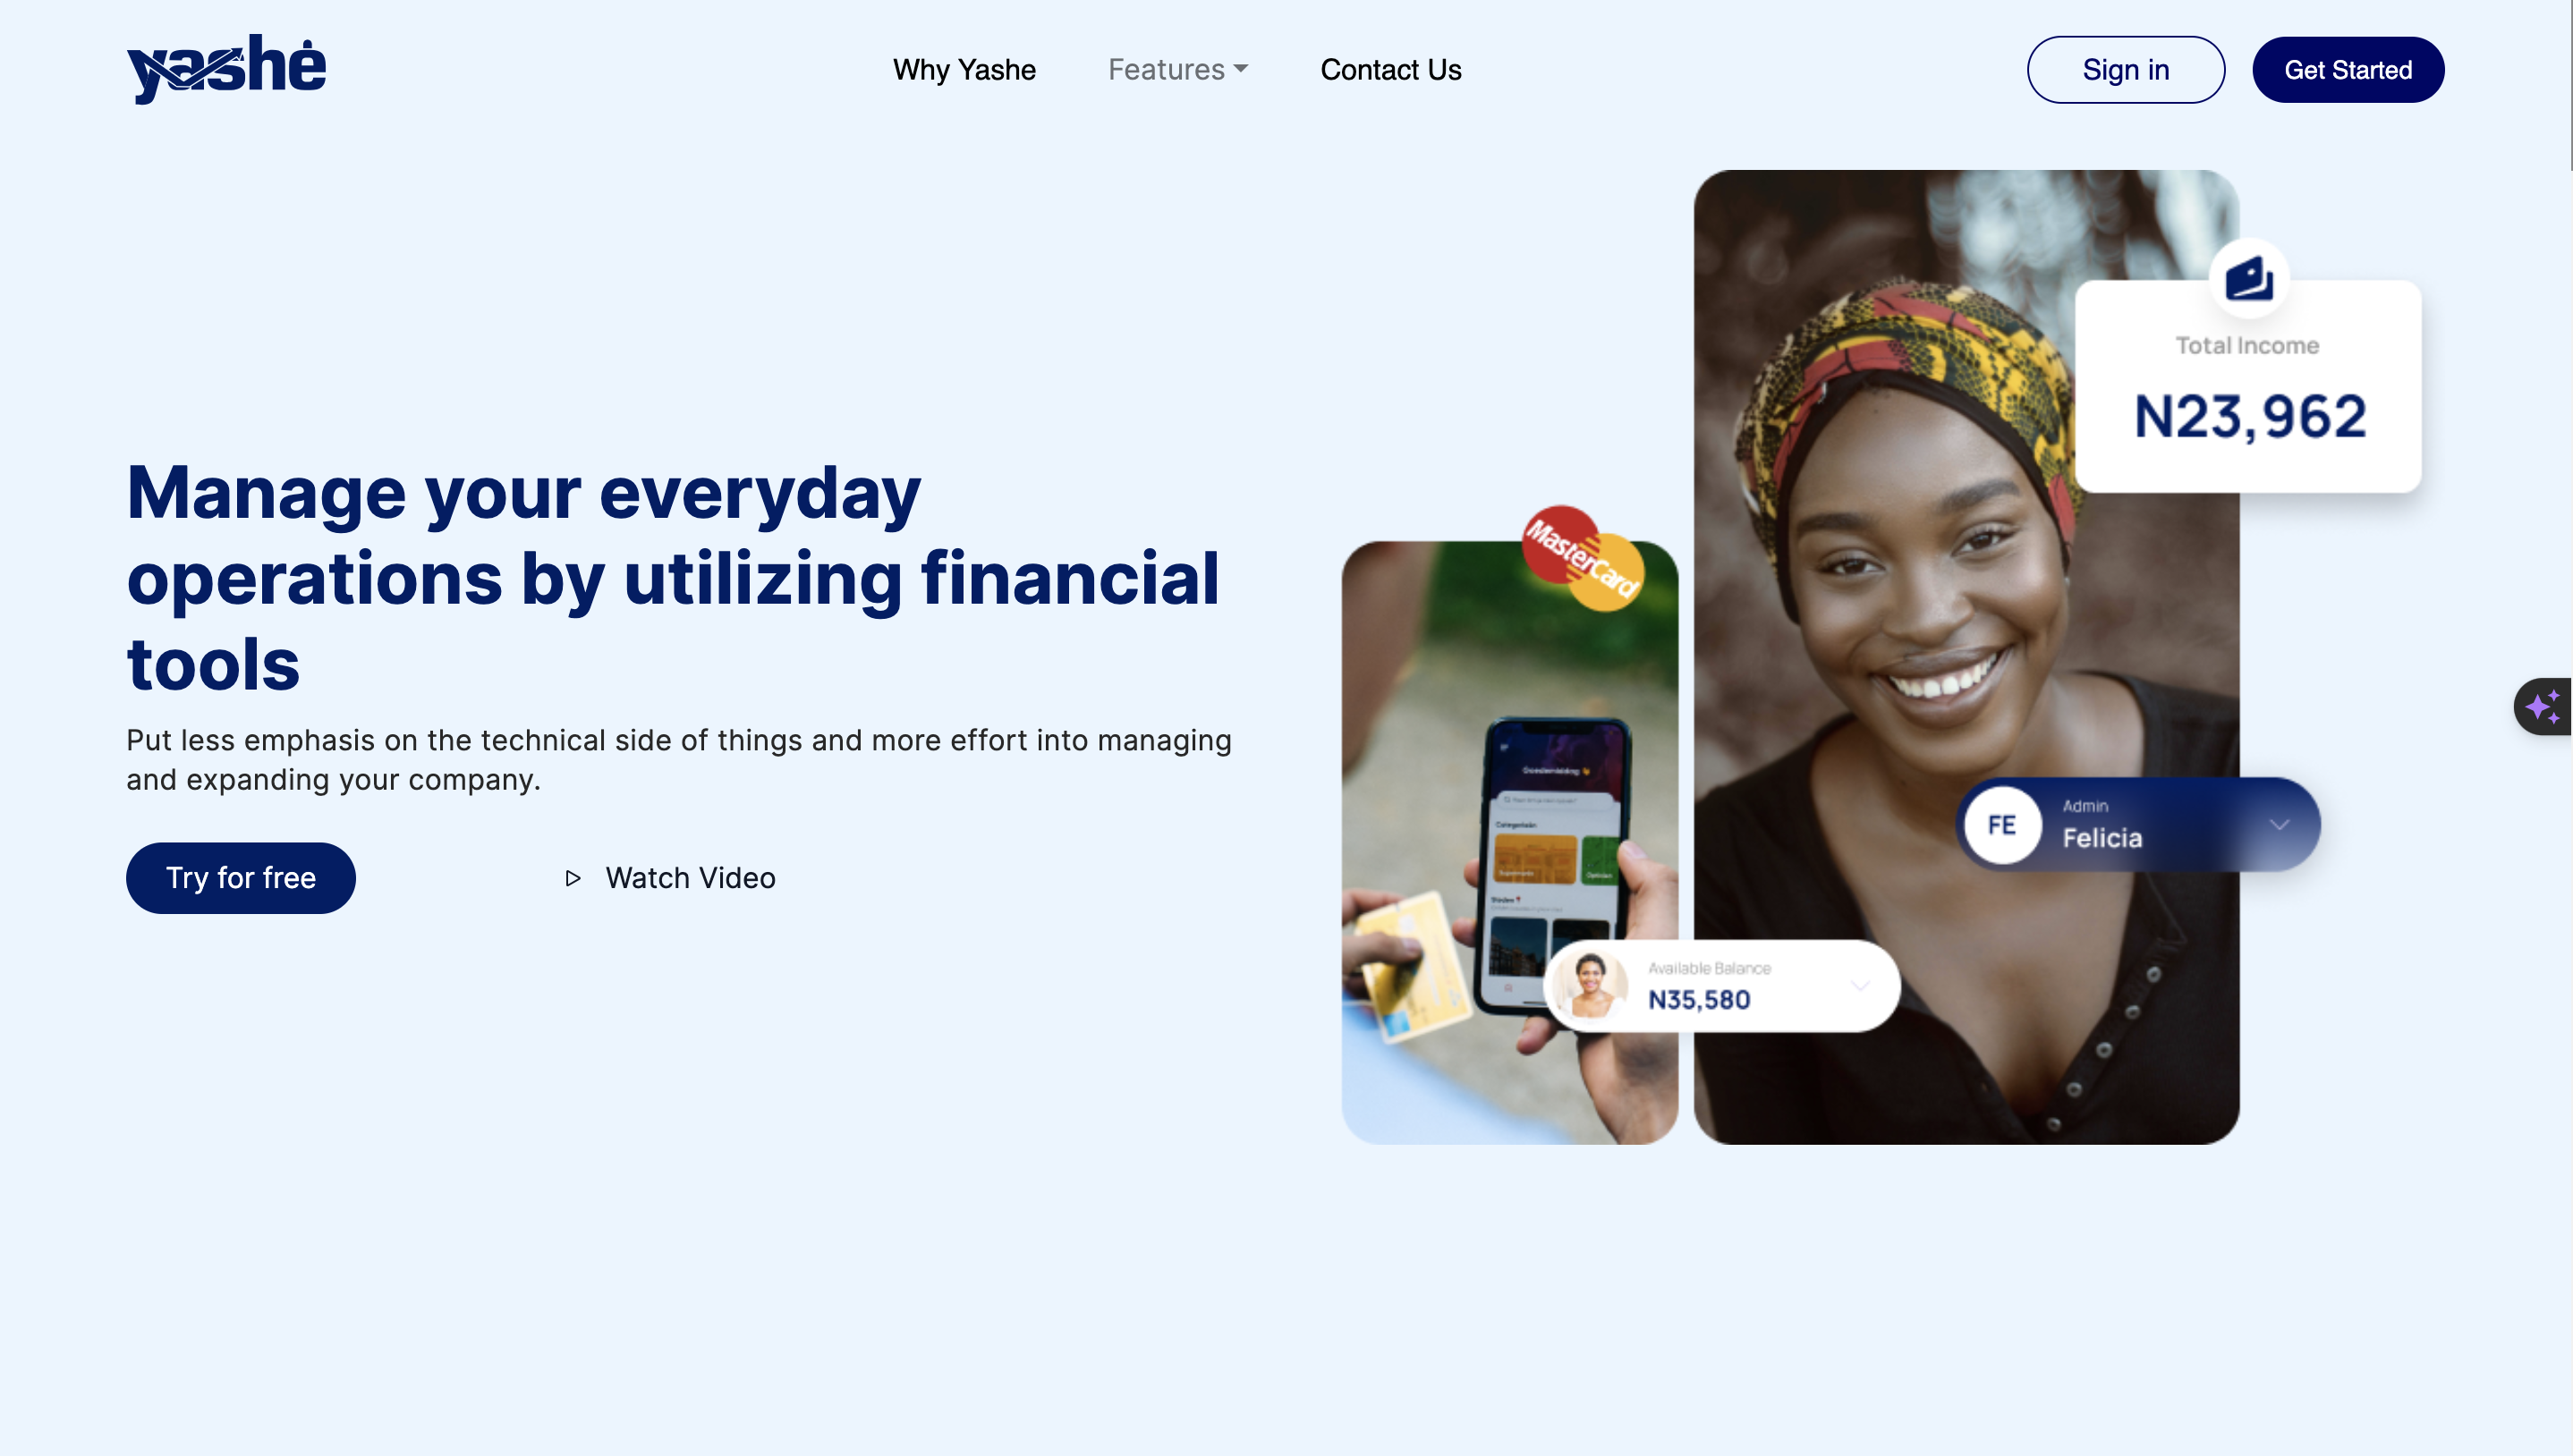 yashe
Why Yashe
Features
Contact Us
Sign in
Get Started
Manage your everyday
operations by utilizing financial
tools
Put less emphasis on the technical side of things and more effort into managing
and expanding your company.
Try for free
Watch Video
Total Income
N23,962
MasterCard
FE
Admin
Felicia
Available Balance
N35,580